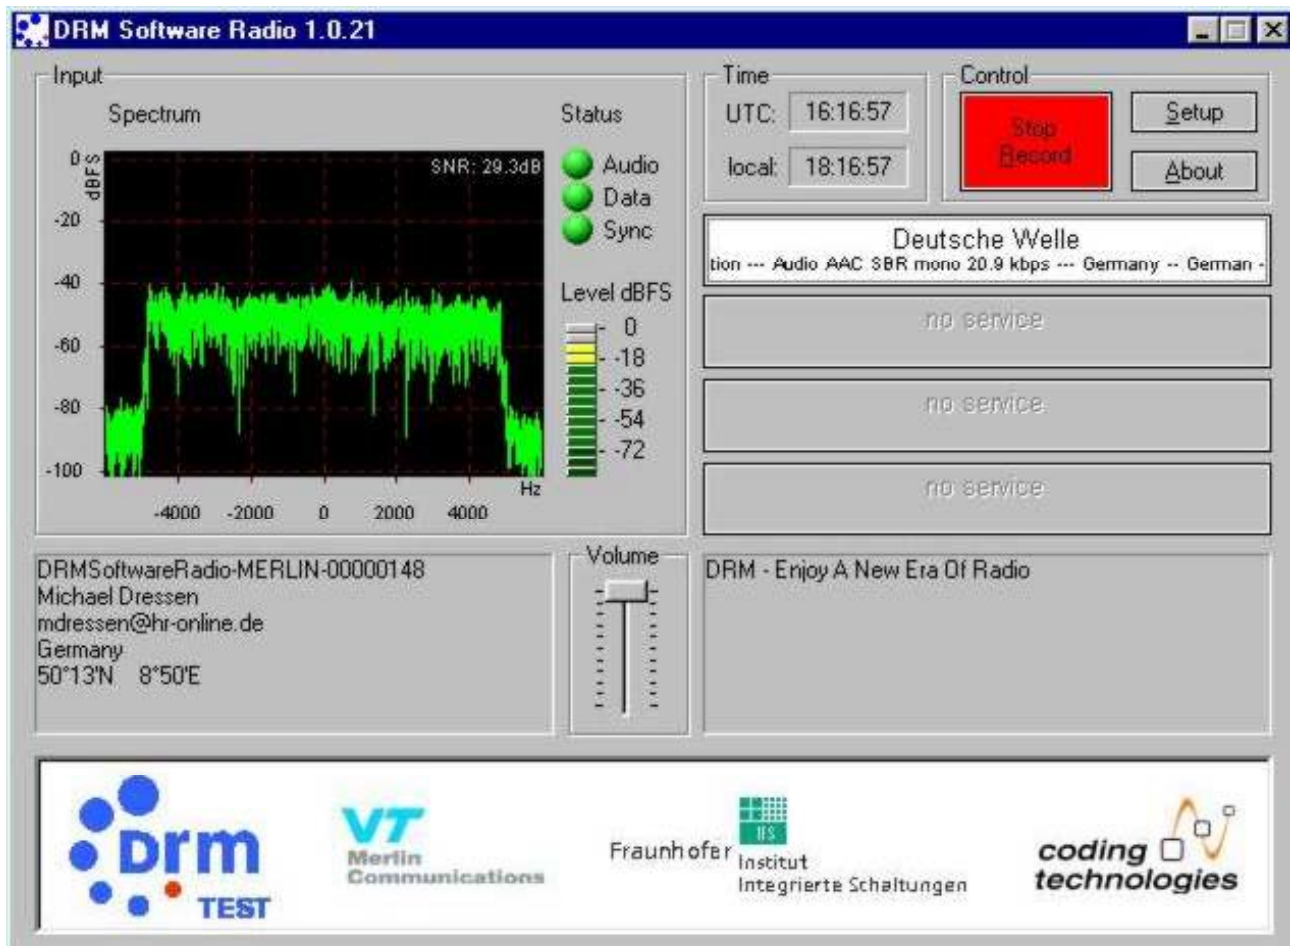 DRM Software Radio 1.0.21
Input
Spectrum
Status
SNR: 29.3dB
dBFS
0
-20
-40
-60
-80
-100
-4000 -2000 0 2000 4000
Hz
Audio
Data
Sync
Level dBFS
0
-18
-36
-54
-72
Time
UTC: 16:16:57
local: 18:16:57
Control
Stop
Record
Setup
About
Deutsche Welle
tion --- Audio AAC SBR mono 20.9 kbps --- Germany -- German -
no service
no service
no service
DRMSoftwareRadio-MERLIN-00000148
Michael Dressen
mdressen@hr-online.de
Germany
50°13'N 8°50'E
Volume
DRM - Enjoy A New Era Of Radio
Drm
TEST
VT
Merlin
Communications
Fraunhofer
IIS
Institut
Integrierte Schaltungen
coding
technologies